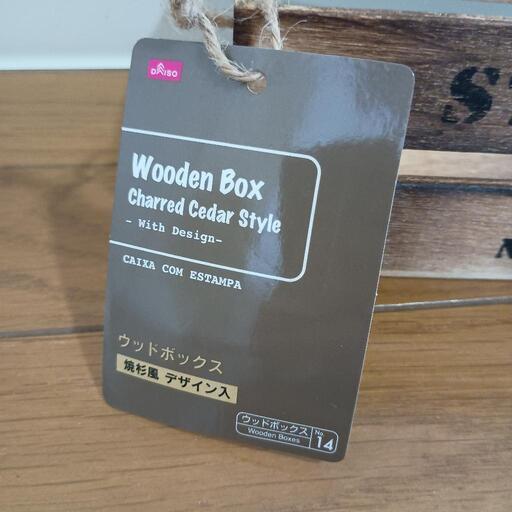 DAISO
Wooden Box
Charred Cedar Style
- With Design-
CAIXA COM ESTAMPA
ウッドボックス
焼杉風 デザイン入
ウッドボックス
Wooden Boxes
No.
14